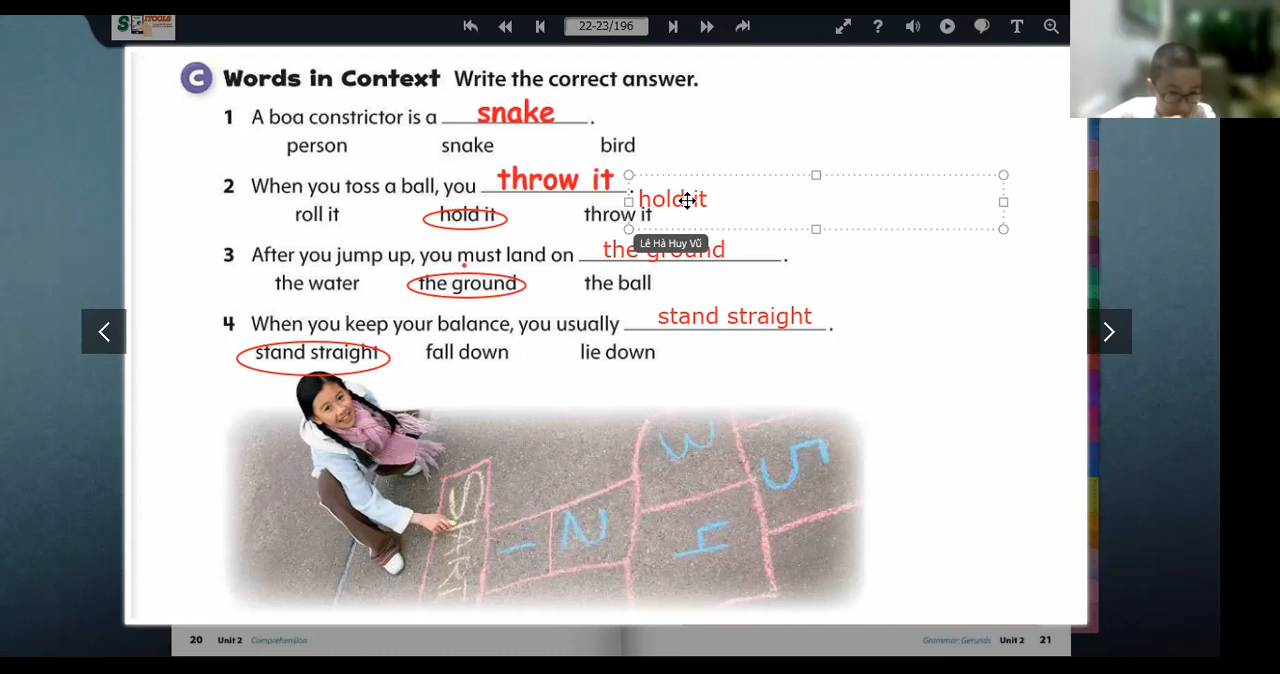 S ITOOLS
22-23/196
? T
C Words in Context Write the correct answer.
1 A boa constrictor is a snake.
person snake bird
2 When you toss a ball, you throw it.
hold it
roll it hold it throw it
Lê Hà Huy Vũ
3 After you jump up, you must land on the ground.
the water the ground the ball
4 When you keep your balance, you usually stand straight.
stand straight fall down lie down
START
1 2 3 4 5
20 Unit 2 Comprehension
Grammar: Gerunds Unit 2 21